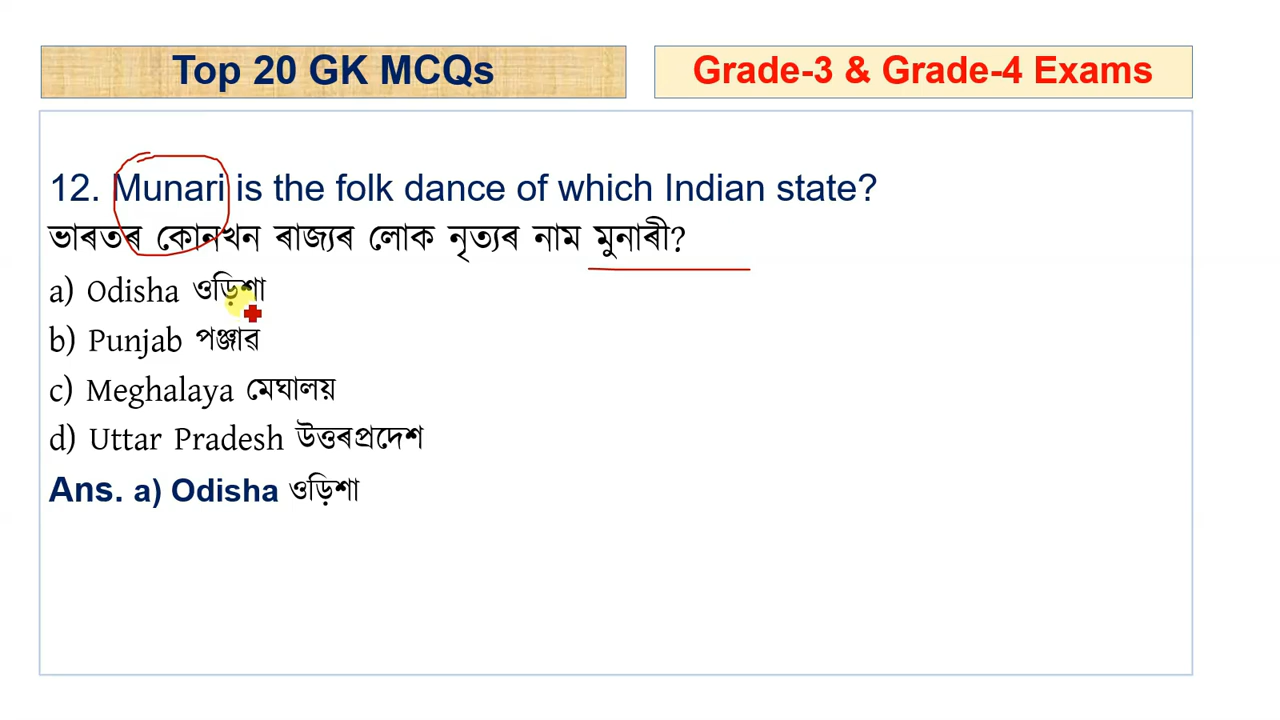 Top 20 GK MCQs
Grade-3 & Grade-4 Exams
12. Munari is the folk dance of which Indian state?
ভাৰতৰ কোনখন ৰাজ্যৰ লোক নৃত্যৰ নাম মুনাৰী?
a) Odisha ওড়িশা
b) Punjab পঞ্জাৱ
c) Meghalaya মেঘালয়
d) Uttar Pradesh উত্তৰপ্ৰদেশ
Ans. a) Odisha ওড়িশা